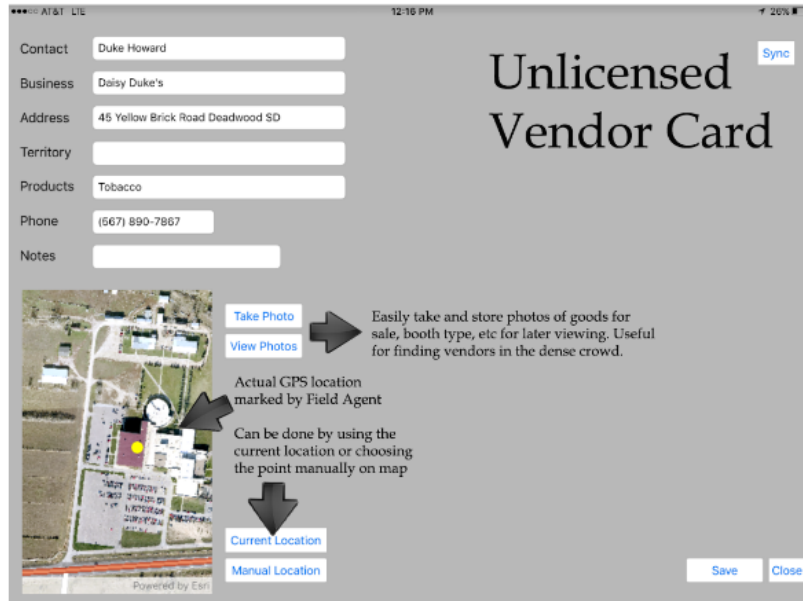 AT&T LTE 12:16 PM 26%
Contact Duke Howard
Unlicensed
Vendor Card
Sync
Business Daisy Duke's
Address 45 Yellow Brick Road Deadwood SD
Territory
Products Tobacco
Phone (567) 890-7867
Notes
Take Photo
View Photos
Easily take and store photos of goods for
sale, booth type, etc for later viewing. Useful
for finding vendors in the dense crowd.
Actual GPS location
marked by Field Agent
Can be done by using the
current location or choosing
the point manually on map
Current Location
Manual Location
Powered by Esri
Save
Close